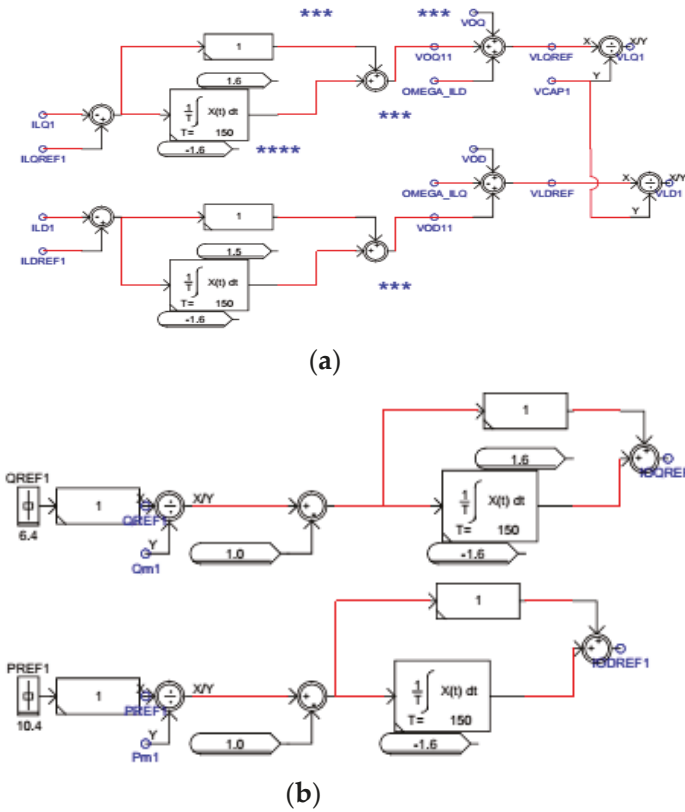 *** ***
VOQ
1
VOQ11 VLQREF X X/Y VLQ1
1.6
OMEGA_ILD VCAP1 Y
1/T ∫ X(t) dt
T= 150
ILQ1
***
ILQREF1 -1.6 ****
VOD
OMEGA_ILQ VLDREF X X/Y VLD1
ILD1 1 VOD11 Y
ILDREF1 1.5
1/T ∫ X(t) dt
T= 150
***
-1.6
(a)
1
QREF1 1.6
1 X X/Y
QREF1
6.4 Y
1/T ∫ X(t) dt
T= 150
Qm1 1.0 -1.6
1
PREF1 IODREF1
1 X X/Y
PREF1
10.4 Y
1/T ∫ X(t) dt
T= 150
Pm1 1.0 -1.6
(b)